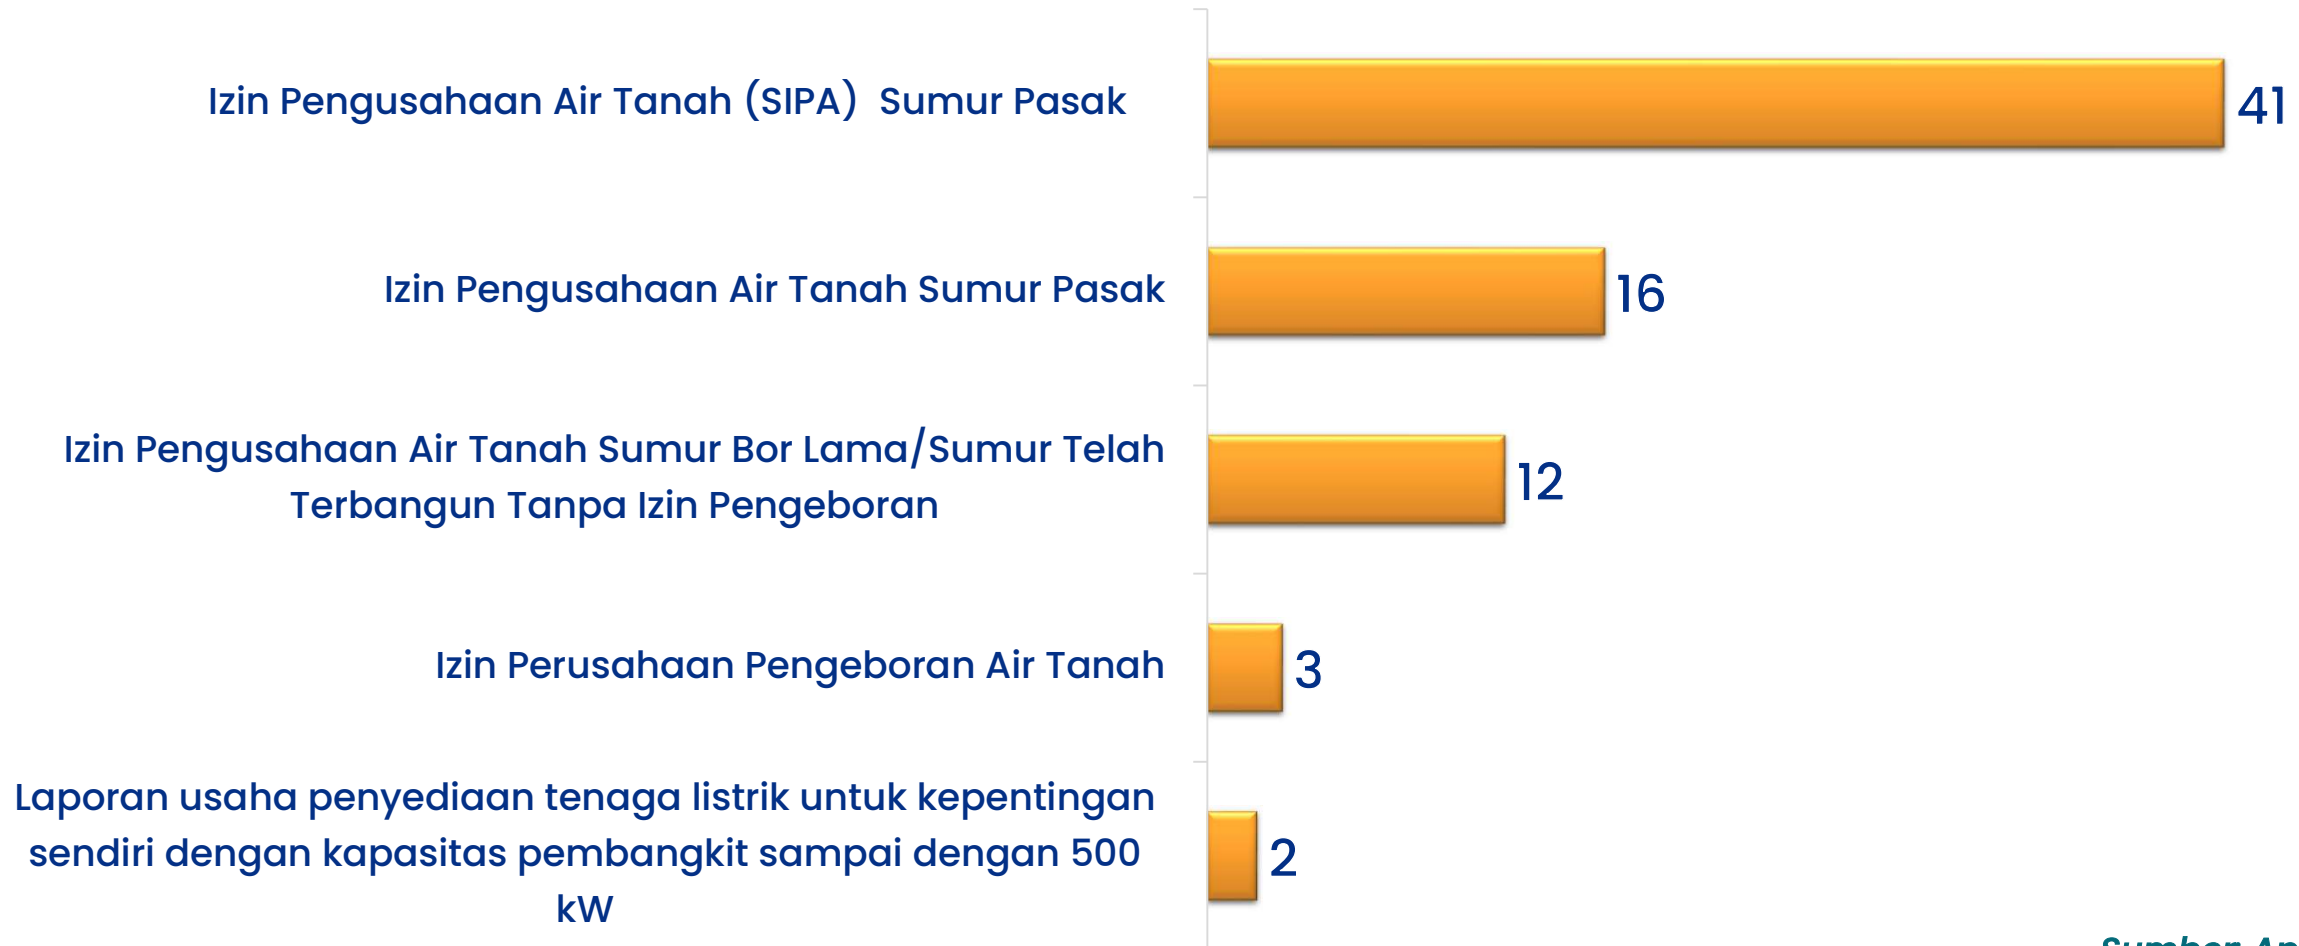 Izin Pengusahaan Air Tanah (SIPA)  Sumur Pasak
41
Izin Pengusahaan Air Tanah Sumur Pasak
16
Izin Pengusahaan Air Tanah Sumur Bor Lama/Sumur Telah
Terbangun Tanpa Izin Pengeboran
12
Izin Perusahaan Pengeboran Air Tanah
3
Laporan usaha penyediaan tenaga listrik untuk kepentingan
sendiri dengan kapasitas pembangkit sampai dengan 500
kW
2